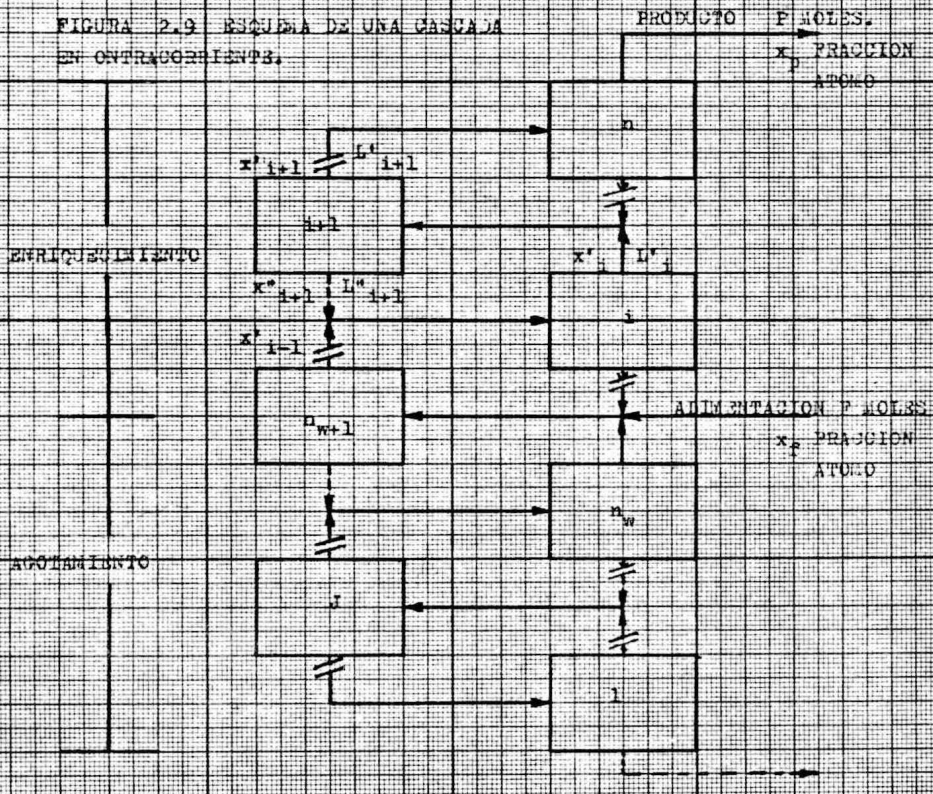 FIGURA 2.9 ESQUEMA DE UNA CASCADA
EN ONTRACORRIENTE.
PRODUCTO P MOLES.
x_p FRACCION
ATOMO
n
x'_{i+1} L'_{i+1}
i+1
ENRIQUECIMIENTO
x'_i L'_i
x"_{i+1} L"_{i+1}
i
x'_{i-1}
ALIMENTACION F MOLES
n_{w+1}
x_f FRACCION
ATOMO
n_w
AGOTAMIENTO
J
1